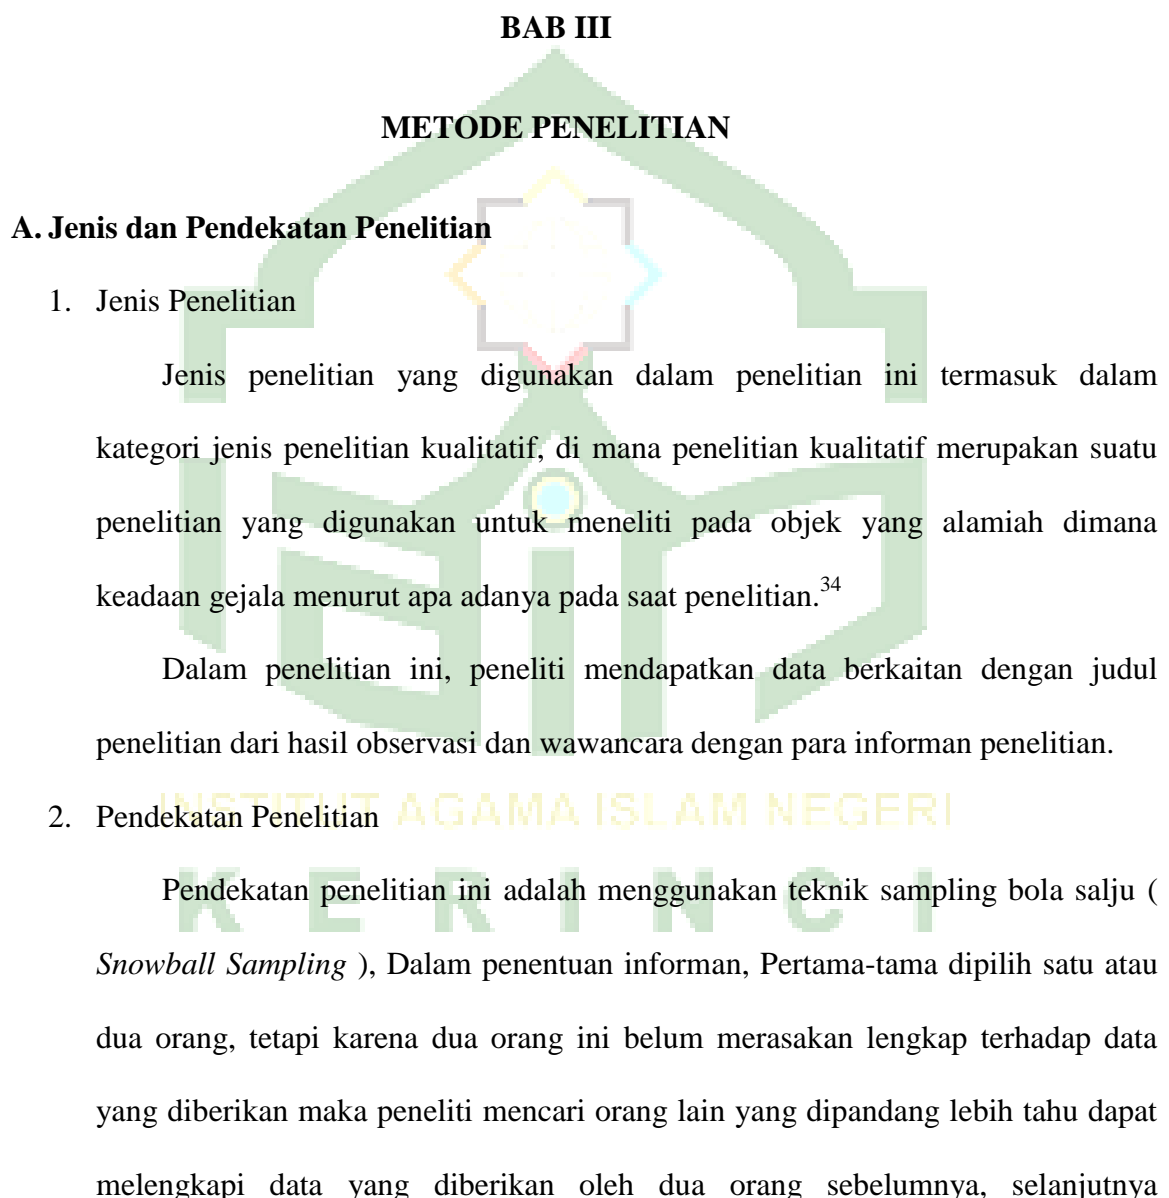 BAB III
METODE PENELITIAN
A. Jenis dan Pendekatan Penelitian
1. Jenis Penelitian
Jenis penelitian yang digunakan dalam penelitian ini termasuk dalam
kategori jenis penelitian kualitatif, di mana penelitian kualitatif merupakan suatu
penelitian yang digunakan untuk meneliti pada objek yang alamiah dimana
keadaan gejala menurut apa adanya pada saat penelitian.34
Dalam penelitian ini, peneliti mendapatkan data berkaitan dengan judul
penelitian dari hasil observasi dan wawancara dengan para informan penelitian.
INSTITUT AGAMA ISLAM NEGERI
2. Pendekatan Penelitian
KERINCI
Pendekatan penelitian ini adalah menggunakan teknik sampling bola salju (
Snowball Sampling ), Dalam penentuan informan, Pertama-tama dipilih satu atau
dua orang, tetapi karena dua orang ini belum merasakan lengkap terhadap data
yang diberikan maka peneliti mencari orang lain yang dipandang lebih tahu dapat
melengkapi data yang diberikan oleh dua orang sebelumnya, selanjutnya